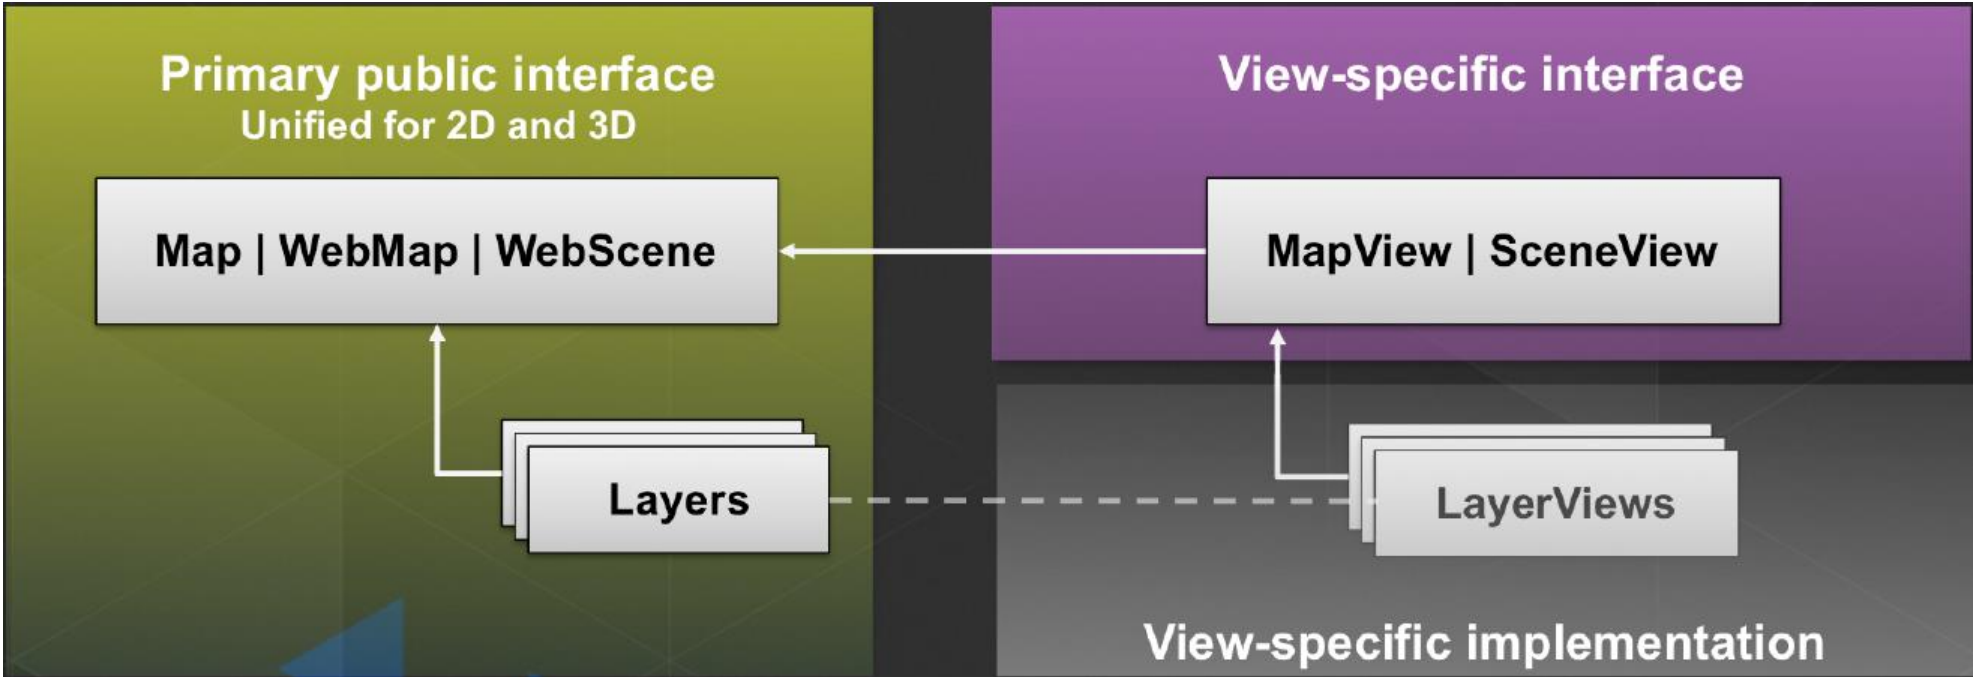 Primary public interface
Unified for 2D and 3D
Map | WebMap | WebScene
Layers
View-specific interface
MapView | SceneView
LayerViews
View-specific implementation